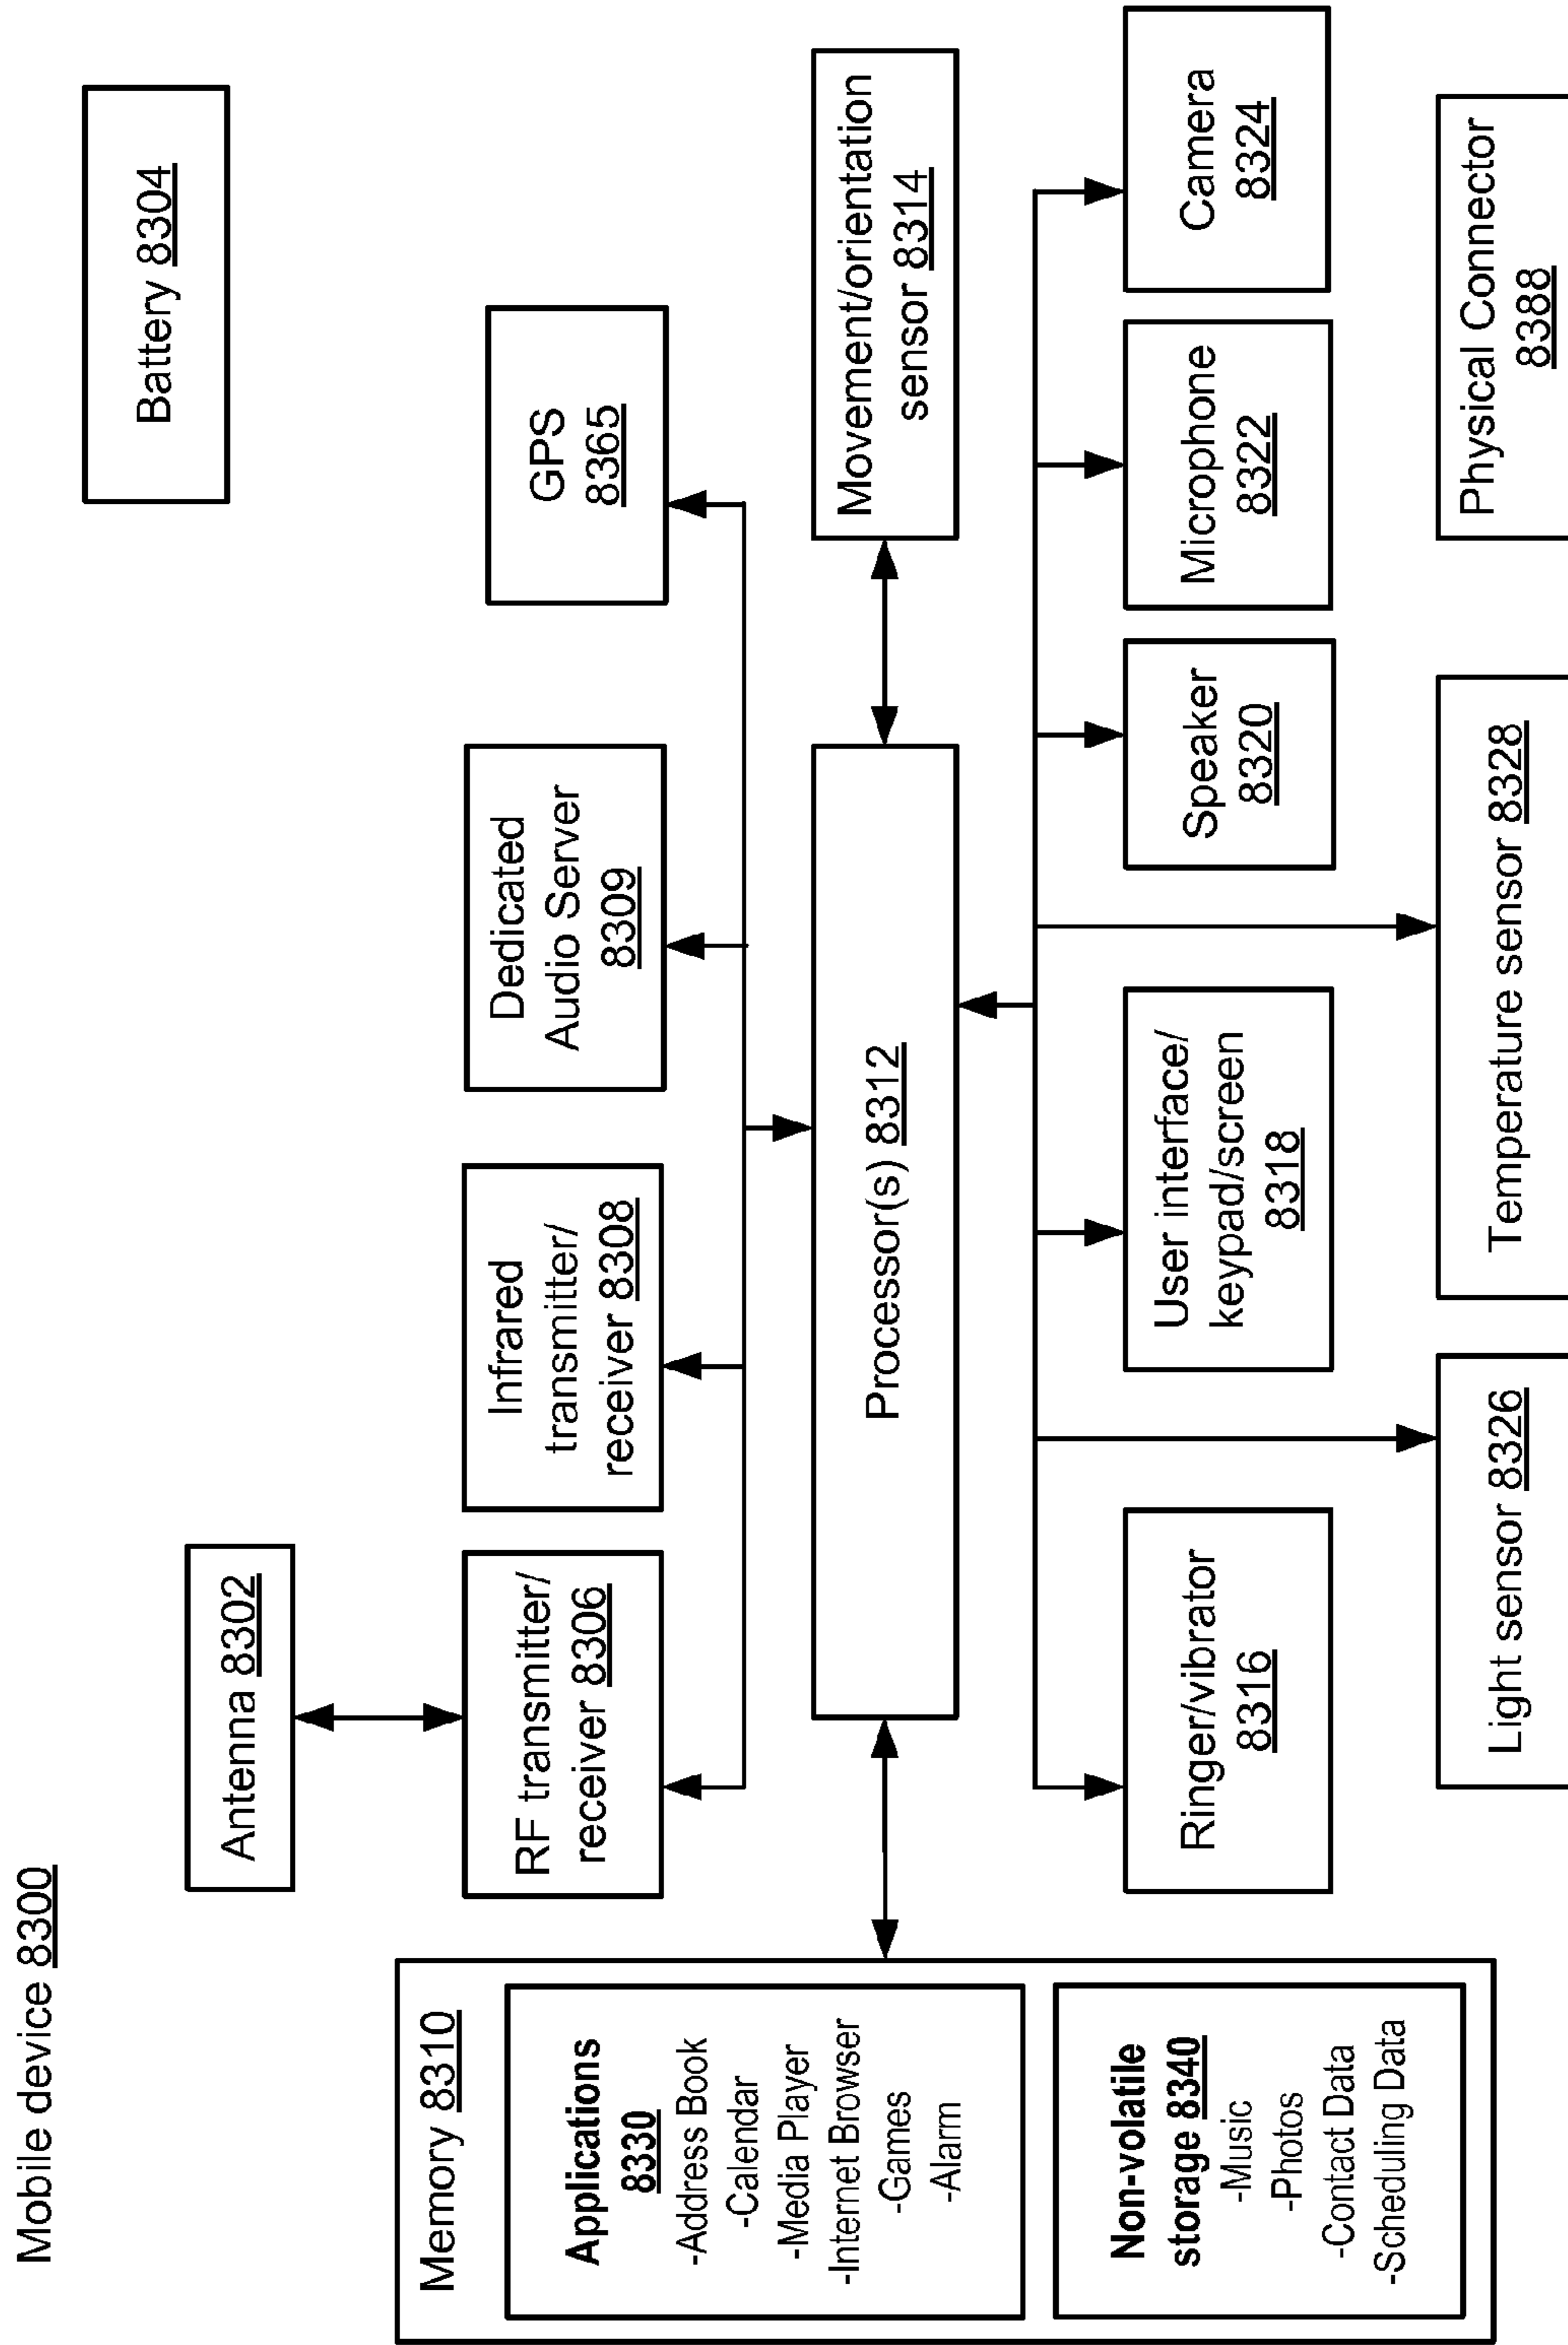 Mobile device 8300
Antenna 8302
Battery 8304
RF transmitter/
receiver 8306
Infrared
transmitter/
receiver 8308
Dedicated
Audio Server
8309
GPS
8365
Memory 8310
Applications
8330
-Address Book
-Calendar
-Media Player
-Internet Browser
-Games
-Alarm
Non-volatile
storage 8340
-Music
-Photos
-Contact Data
-Scheduling Data
Processor(s) 8312
Movement/orientation
sensor 8314
Ringer/vibrator
8316
User interface/
keypad/screen
8318
Speaker
8320
Microphone
8322
Camera
8324
Light sensor 8326
Temperature sensor 8328
Physical Connector
8388